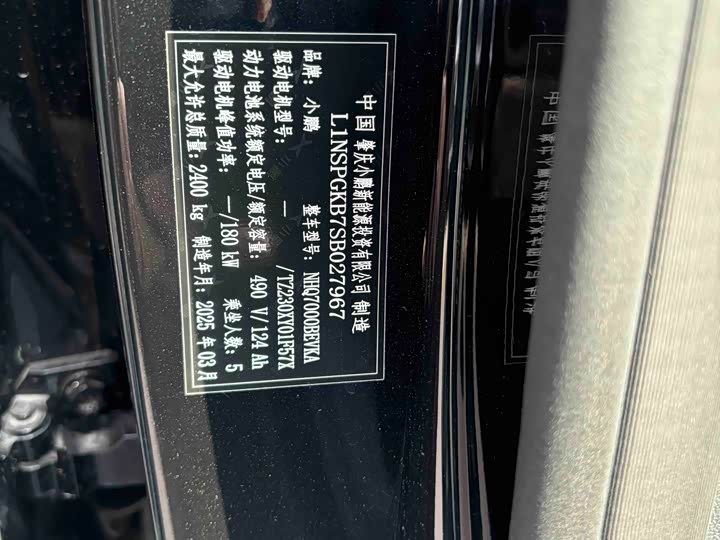 中国 肇庆小鹏新能源投资有限公司 制造
L1NSPGKB7SB027967
品牌: 小鹏 整车型号: NHQ7000BEVKA
驱动电机型号: —/TZ230XY01F57X
动力电池系统额定电压/额定容量: 490 V/124 Ah
驱动电机峰值功率: —/180 kW 乘坐人数: 5
最大允许总质量: 2400 kg 制造年月: 2025 年 03 月